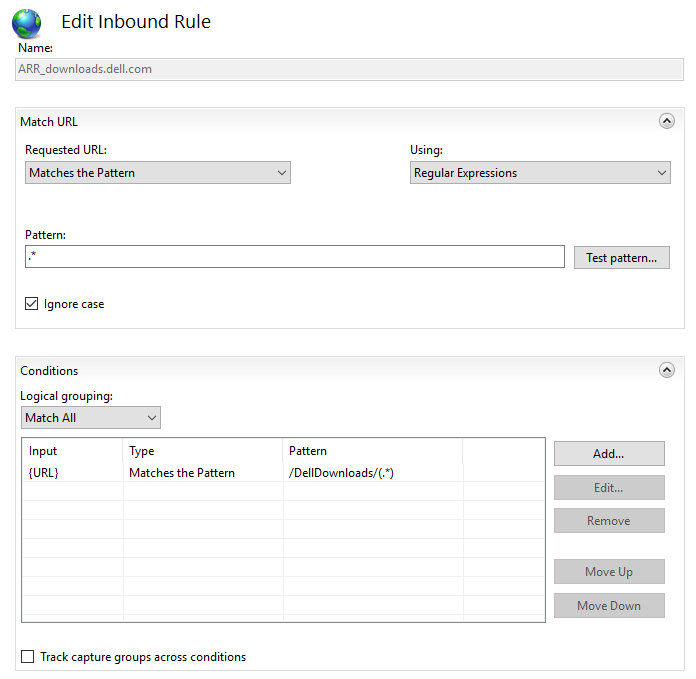 Edit Inbound Rule
Name:
ARR_downloads.dell.com
Match URL
Requested URL: Using:
Matches the Pattern Regular Expressions
Pattern:
.* Test pattern...
Ignore case
Conditions
Logical grouping:
Match All
Input Type Pattern Add...
{URL} Matches the Pattern /DellDownloads/(.*)
Edit...
Remove
Move Up
Move Down
Track capture groups across conditions